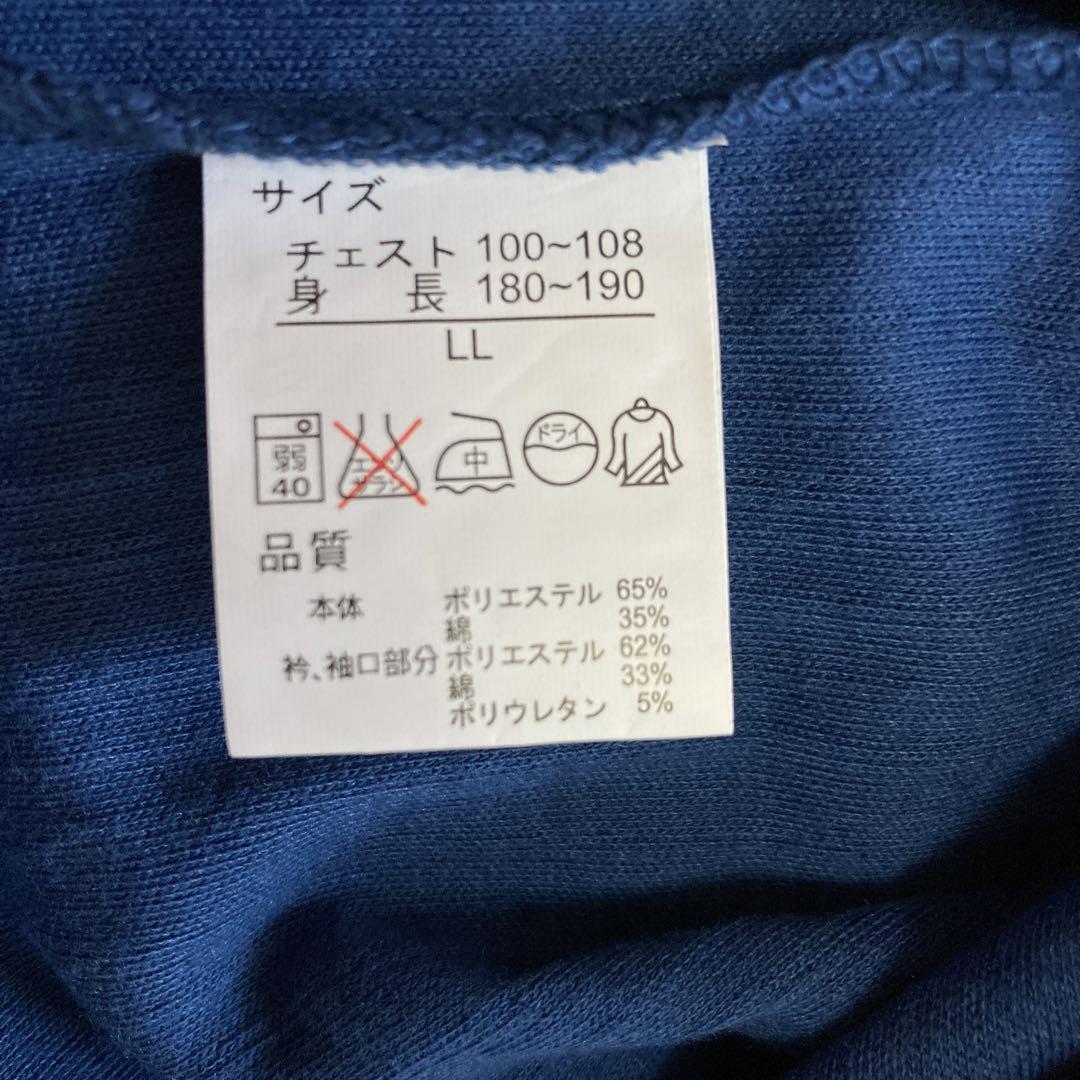 サイズ
チェスト 100~108
身 長 180~190
LL
弱 40
エンソ サラシ
中
ドライ
品質
本体 ポリエステル 65%
綿 35%
衿、袖口部分 ポリエステル 62%
綿 33%
ポリウレタン 5%